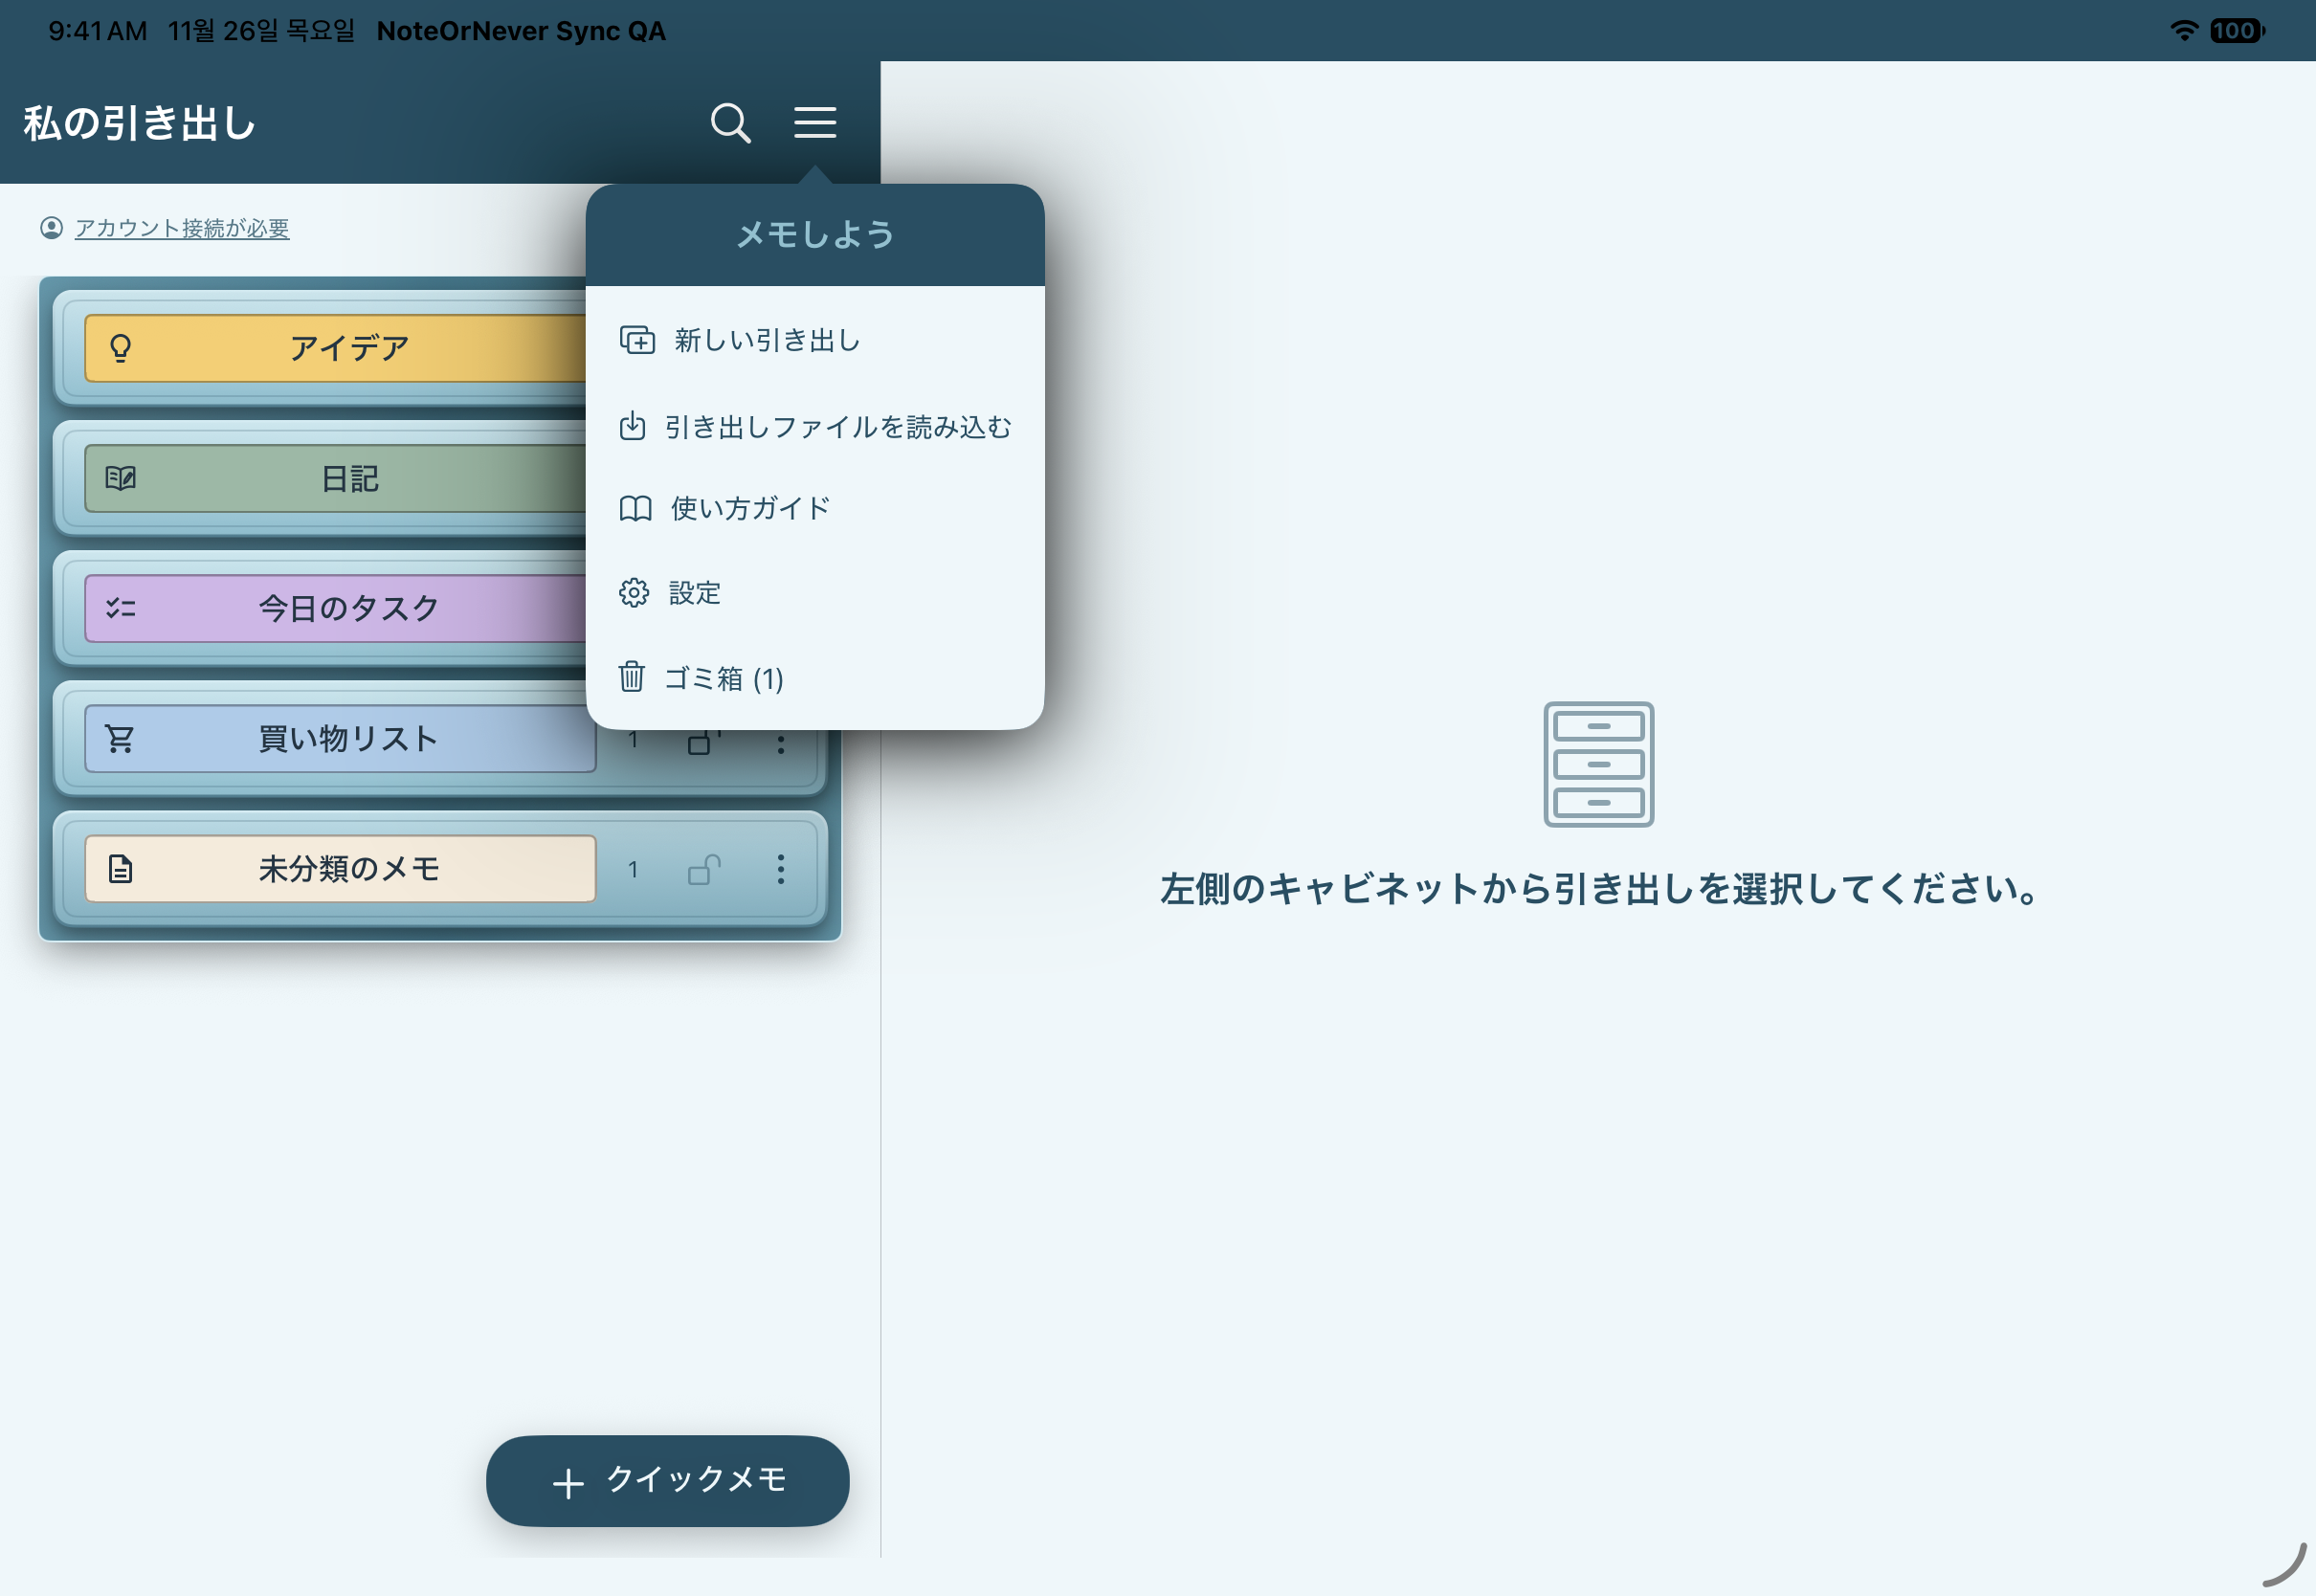 9:41 AM 11월 26일 목요일 NoteOrNever Sync QA
100
私の引き出し
アカウント接続が必要
メモしよう
新しい引き出し
引き出しファイルを読み込む
使い方ガイド
設定
ゴミ箱 (1)
アイデア
日記
今日のタスク
買い物リスト 1
未分類のメモ 1
クイックメモ
左側のキャビネットから引き出しを選択してください。